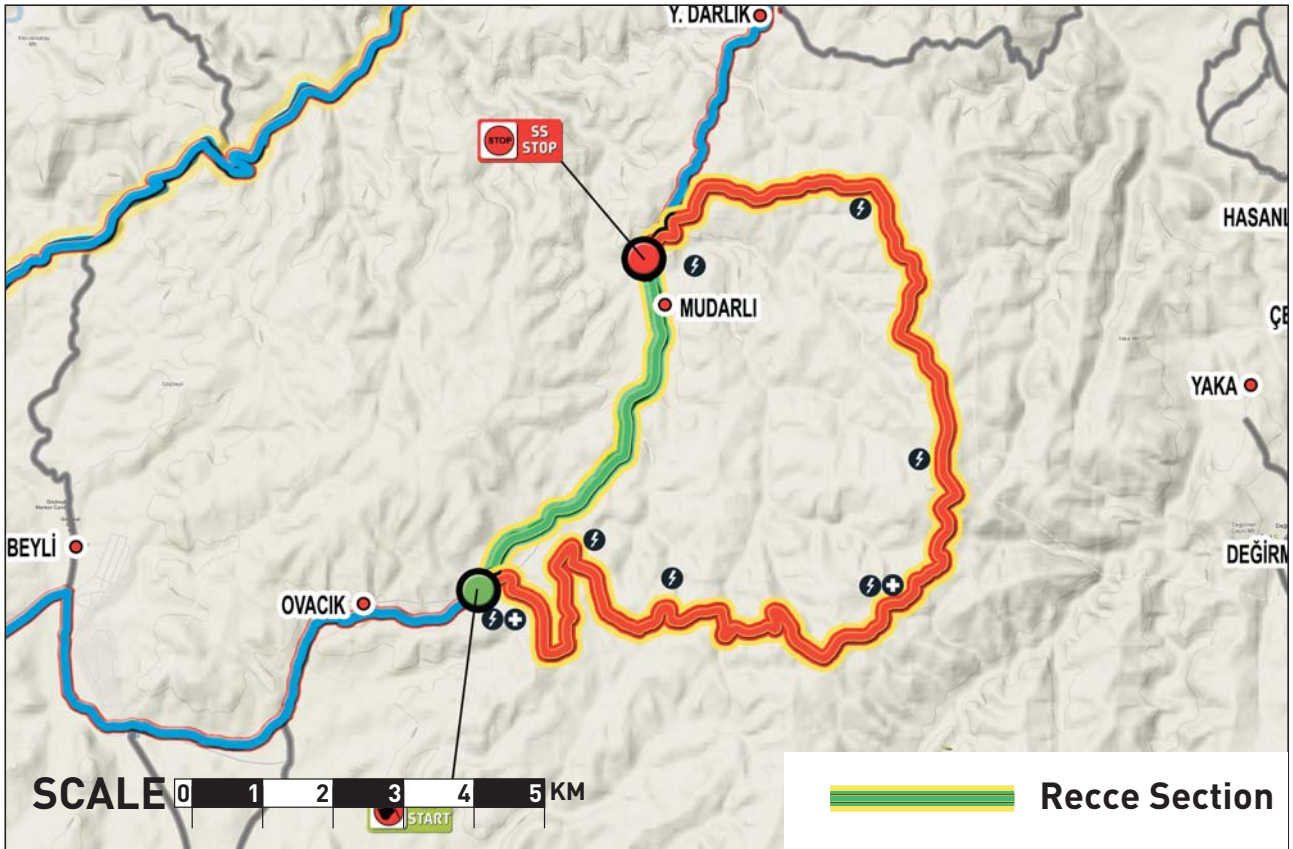 Y. DARLIK
STOP
SS
STOP
HASANL
MUDARLI
ÇE
YAKA
BEYLİ
DEĞİRM
OVACIK
SCALE 0 1 2 3 4 5 KM
START
Recce Section